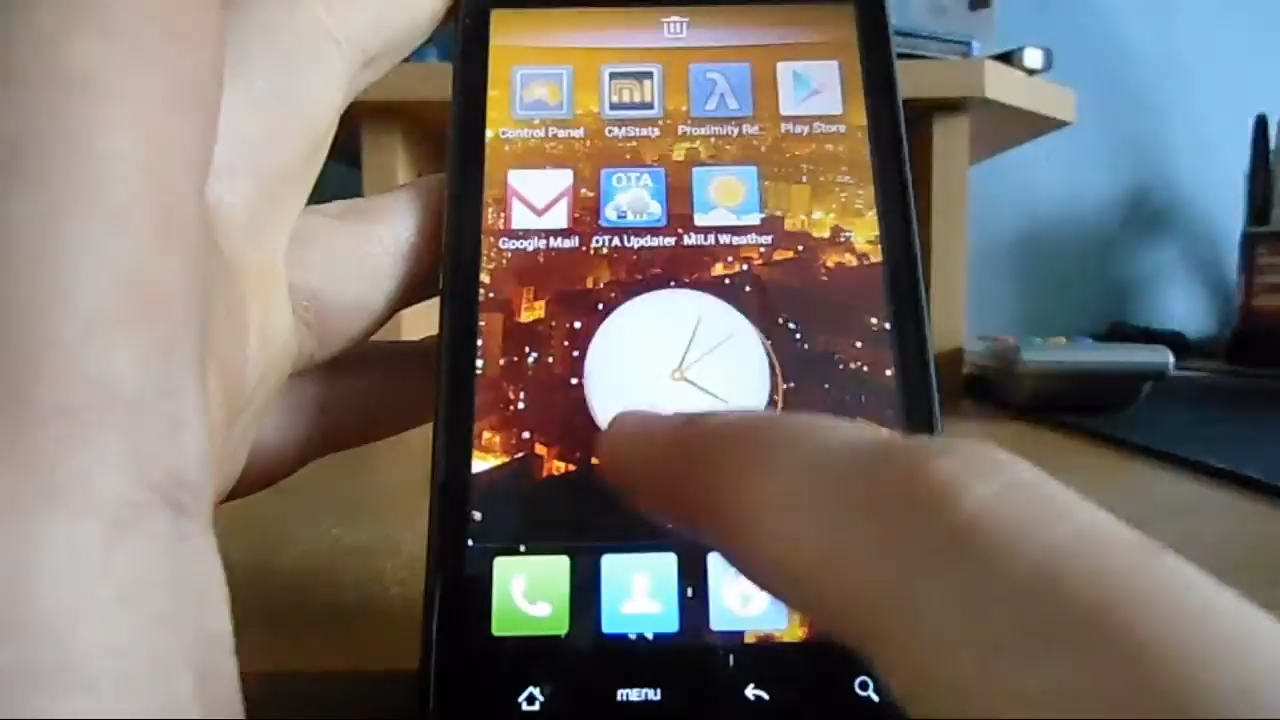 Control Panel CMStats Proximity Re... Play Store
OTA
Google Mail OTA Updater MIUI Weather
MENU